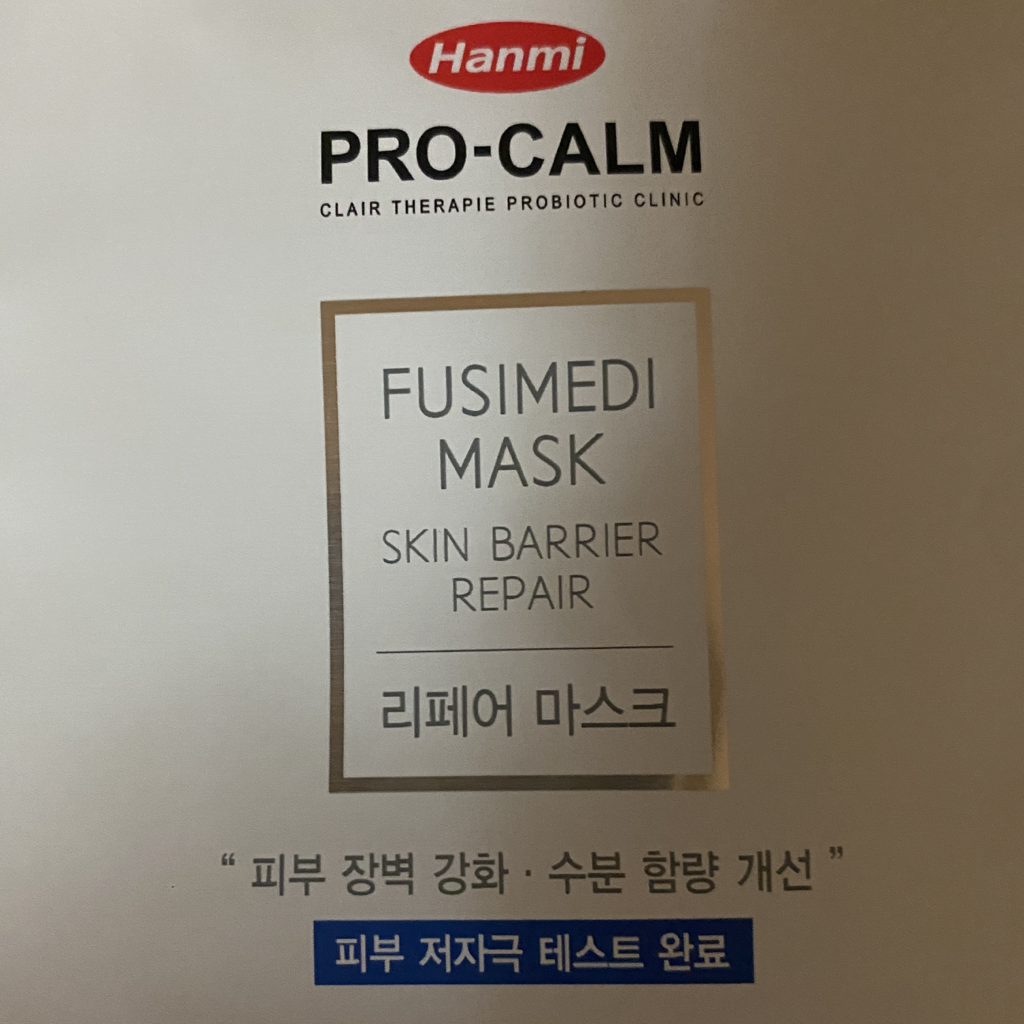 Hanmi
PRO-CALM
CLAIR THERAPIE PROBIOTIC CLINIC
FUSIMEDI
MASK
SKIN BARRIER
REPAIR
리페어 마스크
“ 피부 장벽 강화 · 수분 함량 개선 ”
피부 저자극 테스트 완료